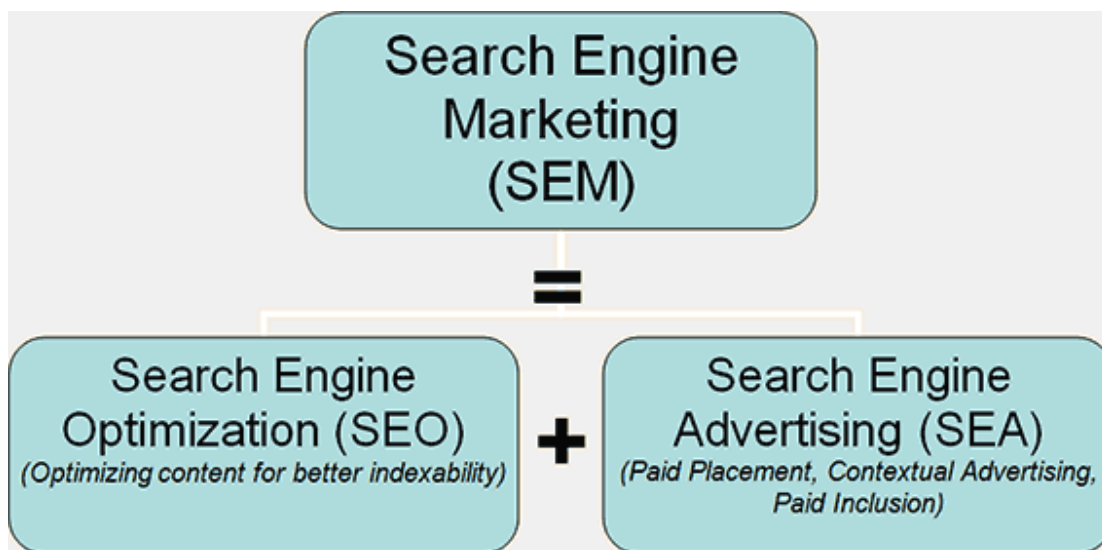 Search Engine
Marketing
(SEM)
=
Search Engine
Optimization (SEO)
(Optimizing content for better indexability)
+
Search Engine
Advertising (SEA)
(Paid Placement, Contextual Advertising,
Paid Inclusion)